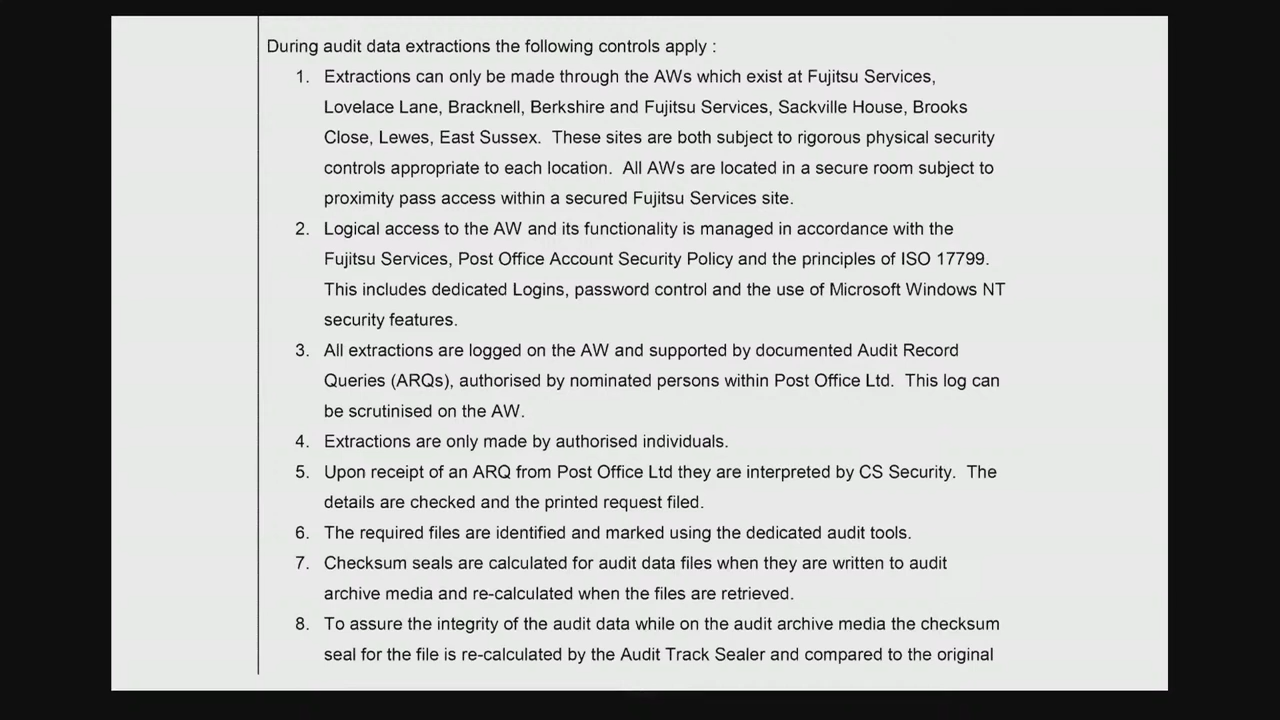 During audit data extractions the following controls apply :
1. Extractions can only be made through the AWs which exist at Fujitsu Services,
Lovelace Lane, Bracknell, Berkshire and Fujitsu Services, Sackville House, Brooks
Close, Lewes, East Sussex.  These sites are both subject to rigorous physical security
controls appropriate to each location.  All AWs are located in a secure room subject to
proximity pass access within a secured Fujitsu Services site.
2. Logical access to the AW and its functionality is managed in accordance with the
Fujitsu Services, Post Office Account Security Policy and the principles of ISO 17799.
This includes dedicated Logins, password control and the use of Microsoft Windows NT
security features.
3. All extractions are logged on the AW and supported by documented Audit Record
Queries (ARQs), authorised by nominated persons within Post Office Ltd.  This log can
be scrutinised on the AW.
4. Extractions are only made by authorised individuals.
5. Upon receipt of an ARQ from Post Office Ltd they are interpreted by CS Security.  The
details are checked and the printed request filed.
6. The required files are identified and marked using the dedicated audit tools.
7. Checksum seals are calculated for audit data files when they are written to audit
archive media and re-calculated when the files are retrieved.
8. To assure the integrity of the audit data while on the audit archive media the checksum
seal for the file is re-calculated by the Audit Track Sealer and compared to the original